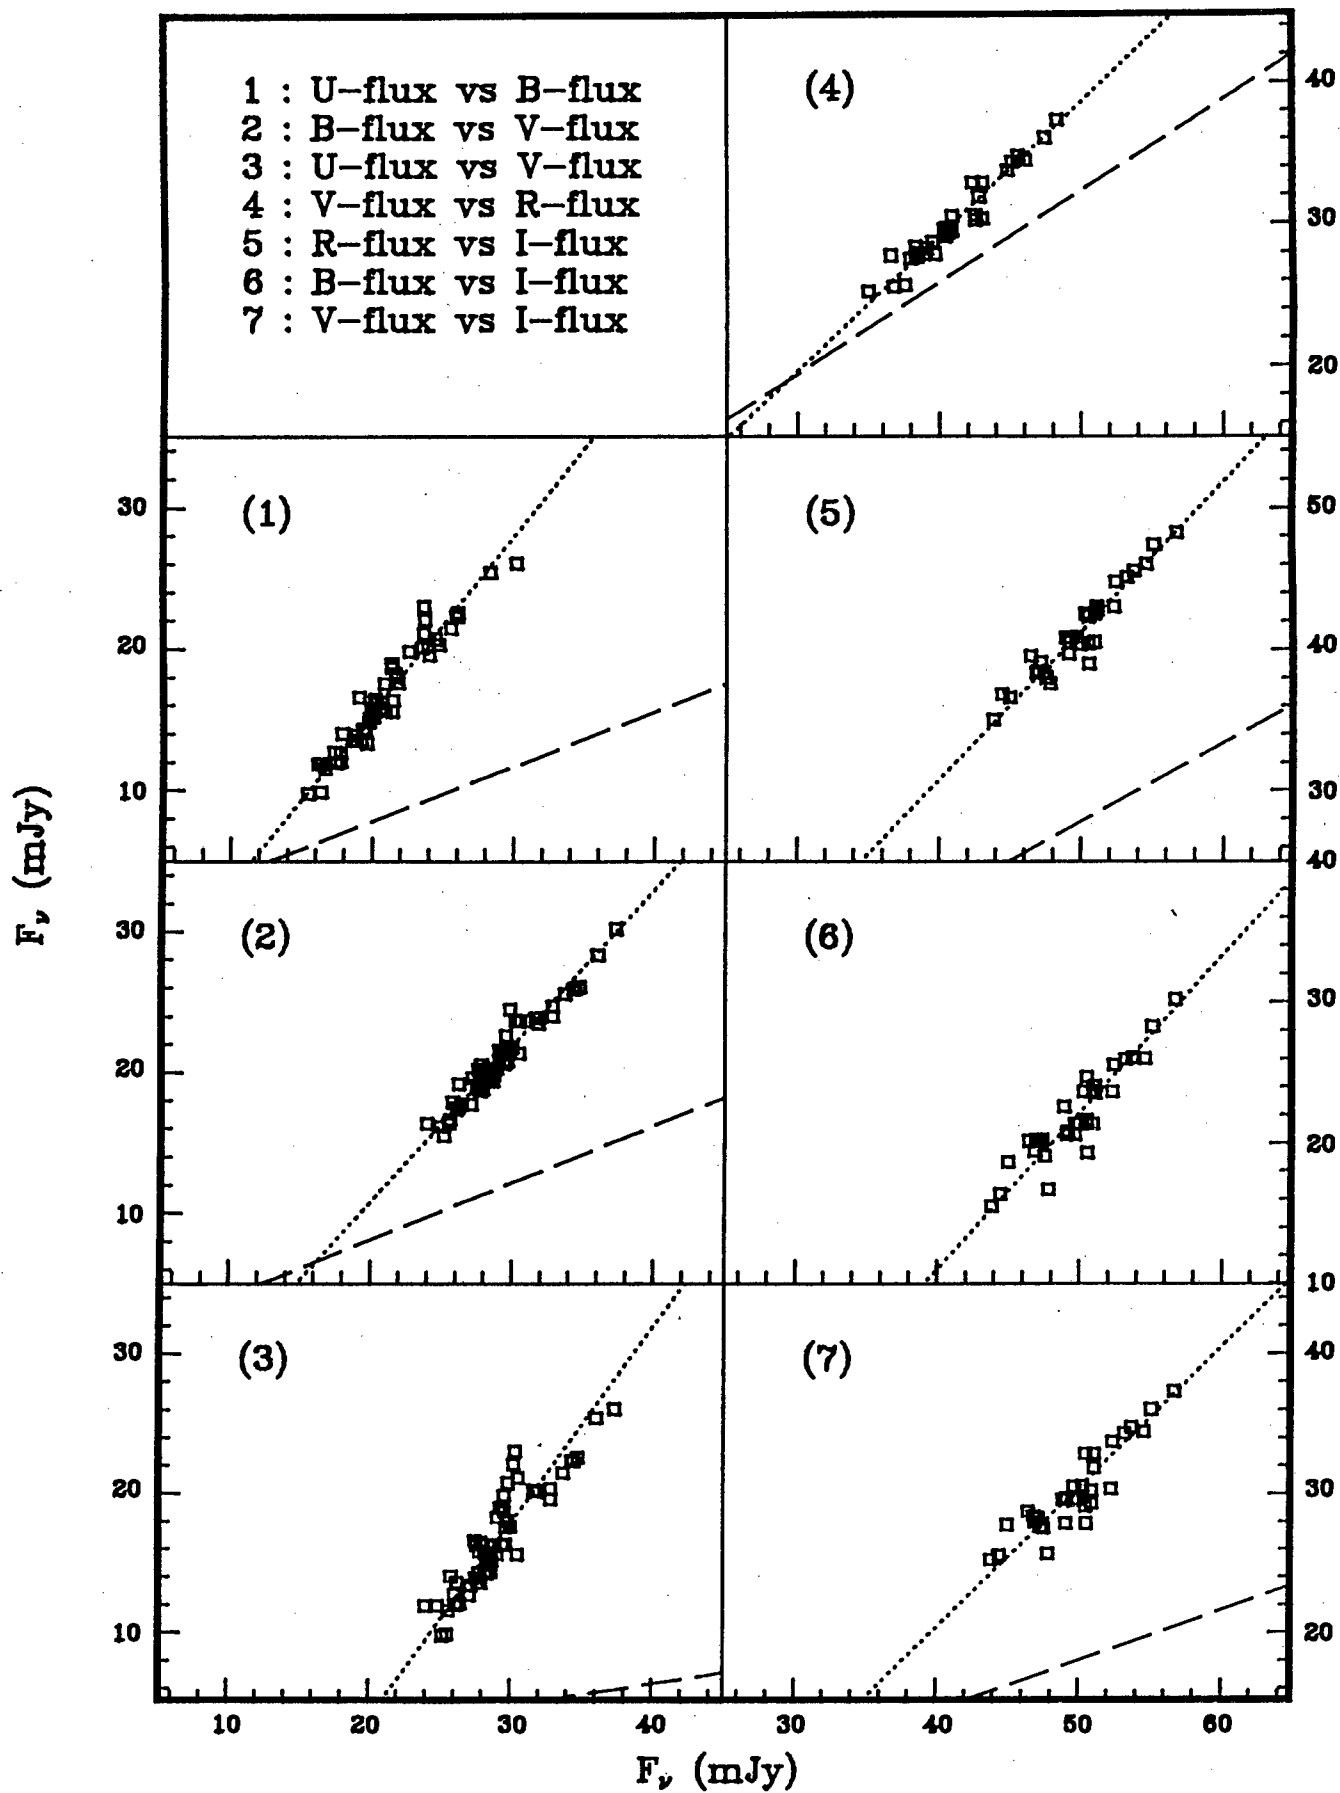 1 : U-flux vs B-flux
2 : B-flux vs V-flux
3 : U-flux vs V-flux
4 : V-flux vs R-flux
5 : R-flux vs I-flux
6 : B-flux vs I-flux
7 : V-flux vs I-flux
(4)
40
30
20
(1)
30
20
10
(5)
50
40
30
40
(2)
30
20
10
(6)
30
20
10
(3)
30
20
10
(7)
40
30
20
10 20 30 40 30 40 50 60
Fν (mJy)
Fν (mJy)